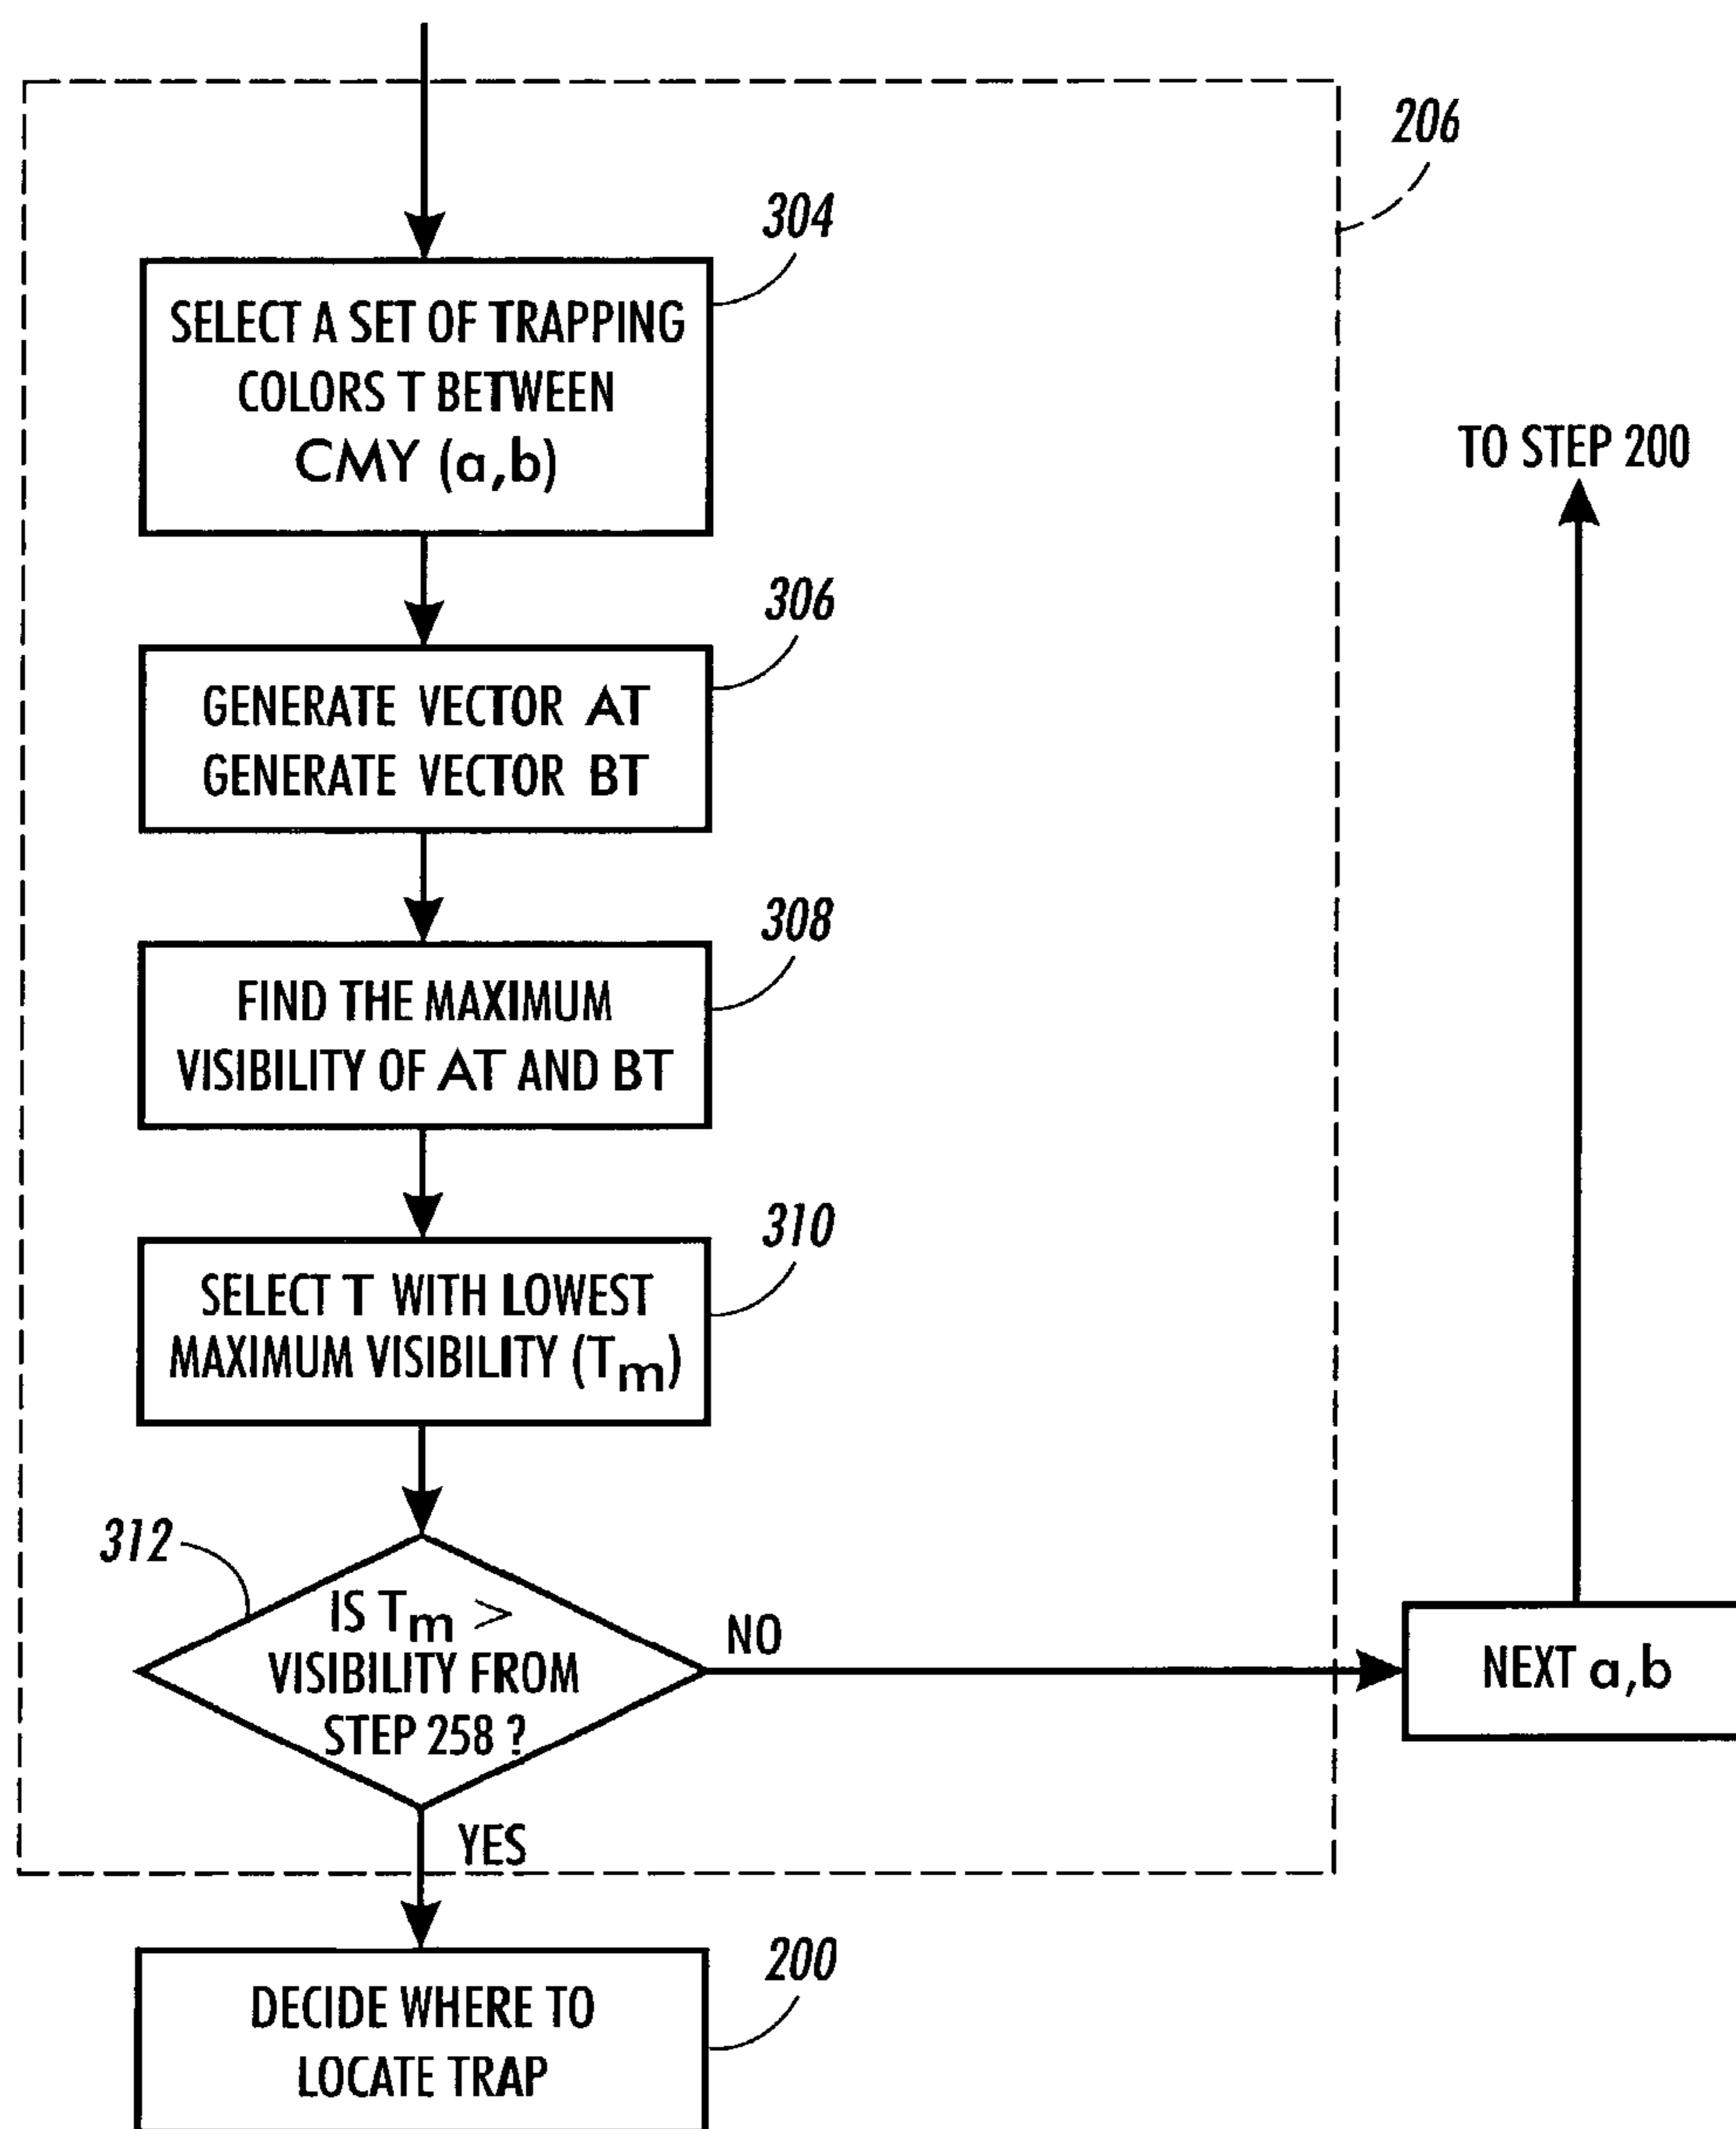 206
304
SELECT A SET OF TRAPPING
COLORS T BETWEEN
CMY (a,b)
TO STEP 200
306
GENERATE VECTOR AT
GENERATE VECTOR BT
308
FIND THE MAXIMUM
VISIBILITY OF AT AND BT
310
SELECT T WITH LOWEST
MAXIMUM VISIBILITY (Tm)
312
IS Tm >
VISIBILITY FROM
STEP 258 ?
NO
NEXT a,b
YES
200
DECIDE WHERE TO
LOCATE TRAP